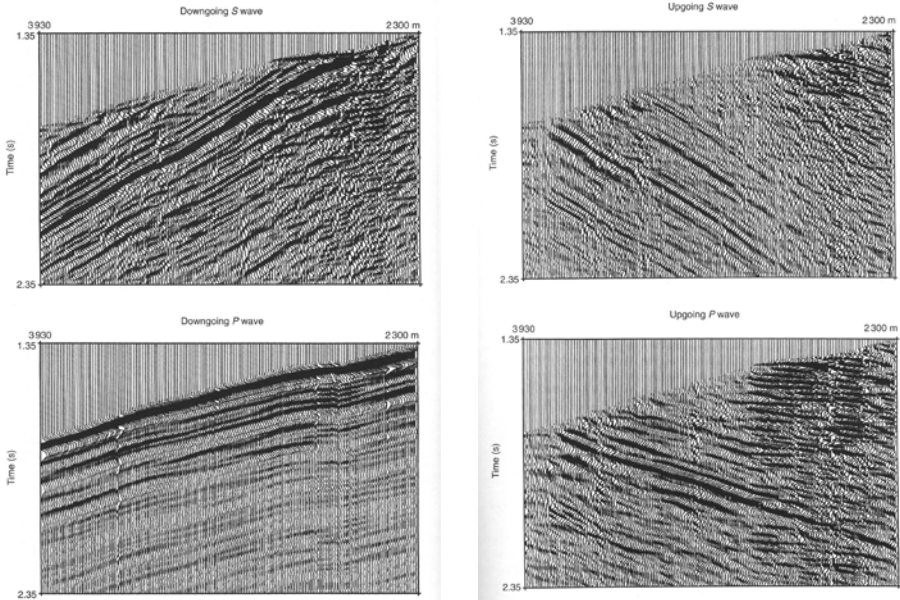 Downgoing S wave
3930 2300 m
1.35
Time (s)
2.35
Upgoing S wave
3930 2300 m
1.35
Time (s)
2.35
Downgoing P wave
3930 2300 m
1.35
Time (s)
2.35
Upgoing P wave
3930 2300 m
1.35
Time (s)
2.35